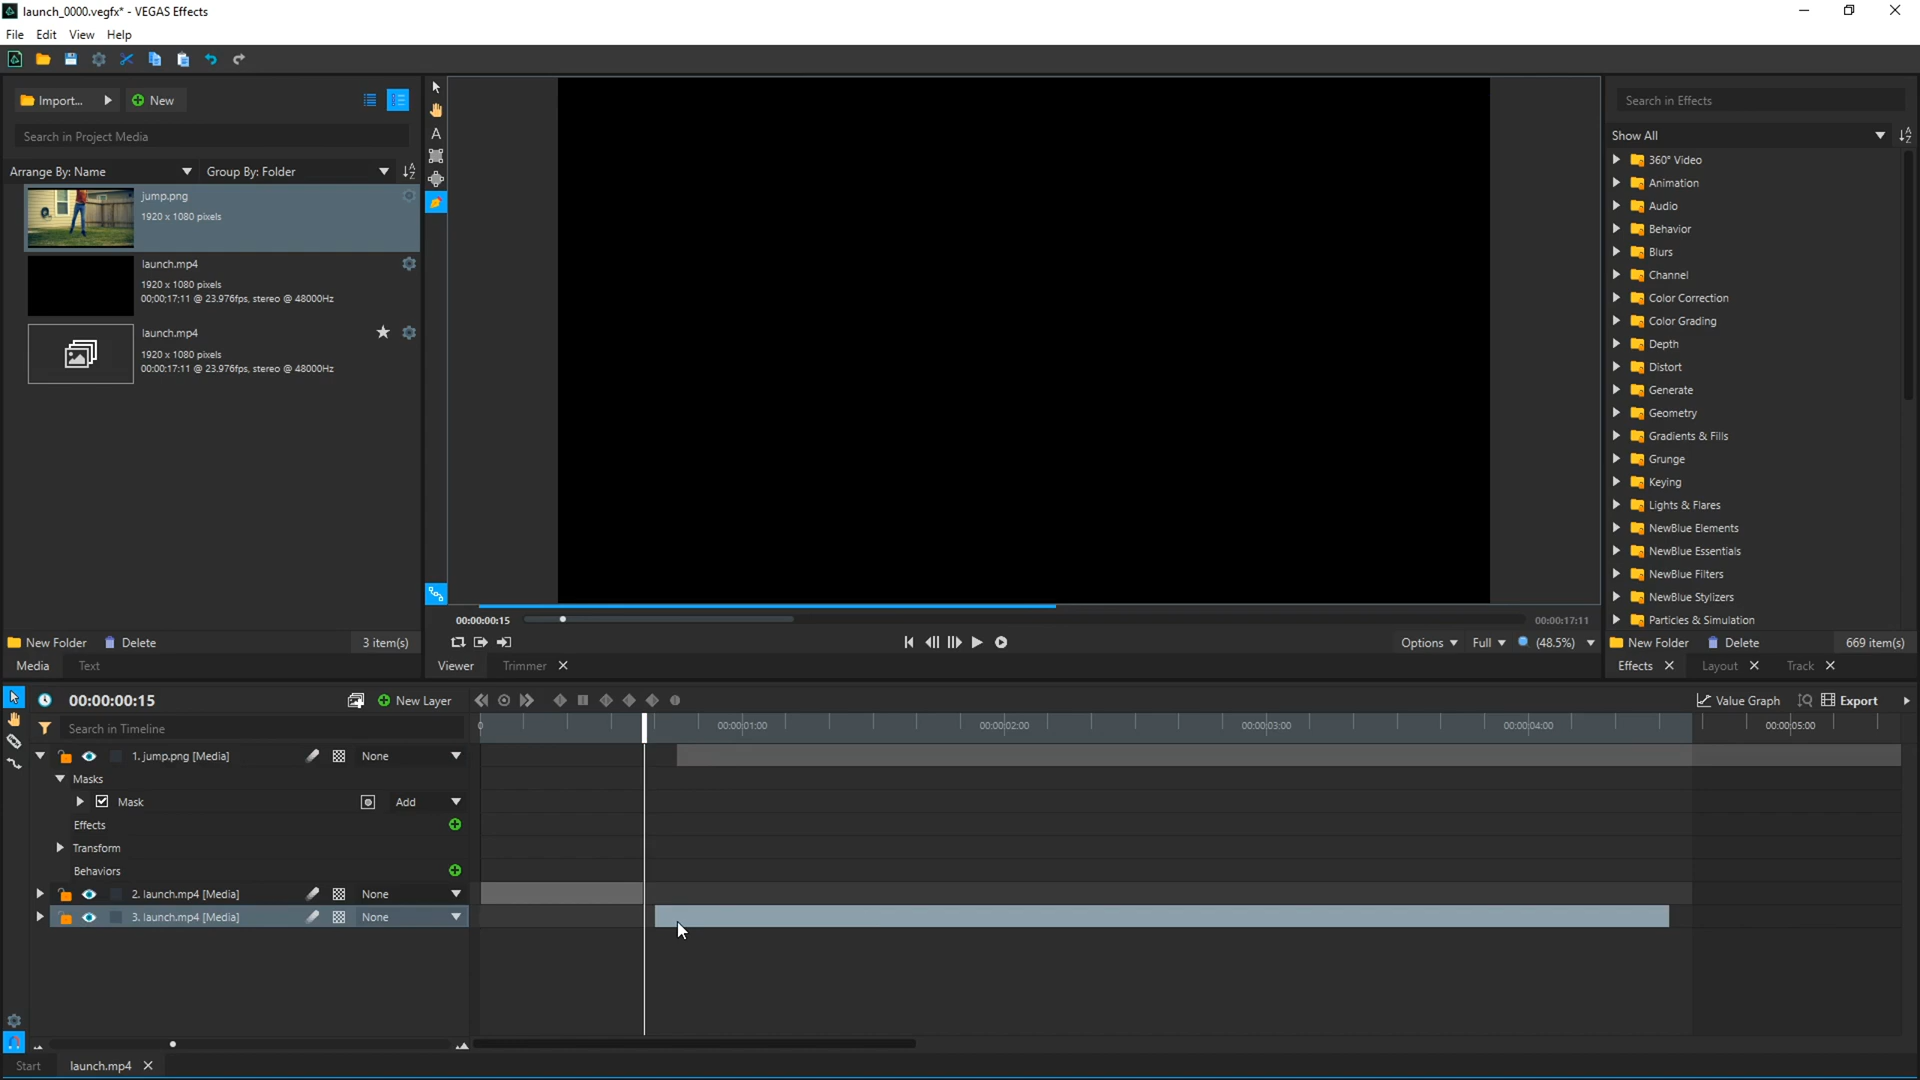 launch_0000.vegfx* - VEGAS Effects
File Edit View Help
Import... New
Search in Project Media
Arrange By: Name Group By: Folder
jump.png
1920 x 1080 pixels
launch.mp4
1920 x 1080 pixels
00;00;17;11 @ 23.976fps, stereo @ 48000Hz
launch.mp4
1920 x 1080 pixels
00:00:17:11 @ 23.976fps, stereo @ 48000Hz
New Folder Delete 3 item(s)
Media Text
A
00:00:00:15 00:00:17:11
Options Full (48.5%)
Viewer Trimmer
Search in Effects
Show All
360° Video
Animation
Audio
Behavior
Blurs
Channel
Color Correction
Color Grading
Depth
Distort
Generate
Geometry
Gradients & Fills
Grunge
Keying
Lights & Flares
NewBlue Elements
NewBlue Essentials
NewBlue Filters
NewBlue Stylizers
Particles & Simulation
New Folder Delete 669 item(s)
Effects Layout Track
00:00:00:15 New Layer Value Graph Export
Search in Timeline
0 00:00:01:00 00:00:02:00 00:00:03:00 00:00:04:00 00:00:05:00
1. jump.png [Media] None
Masks
Mask Add
Effects
Transform
Behaviors
2. launch.mp4 [Media] None
3. launch.mp4 [Media] None
Start launch.mp4